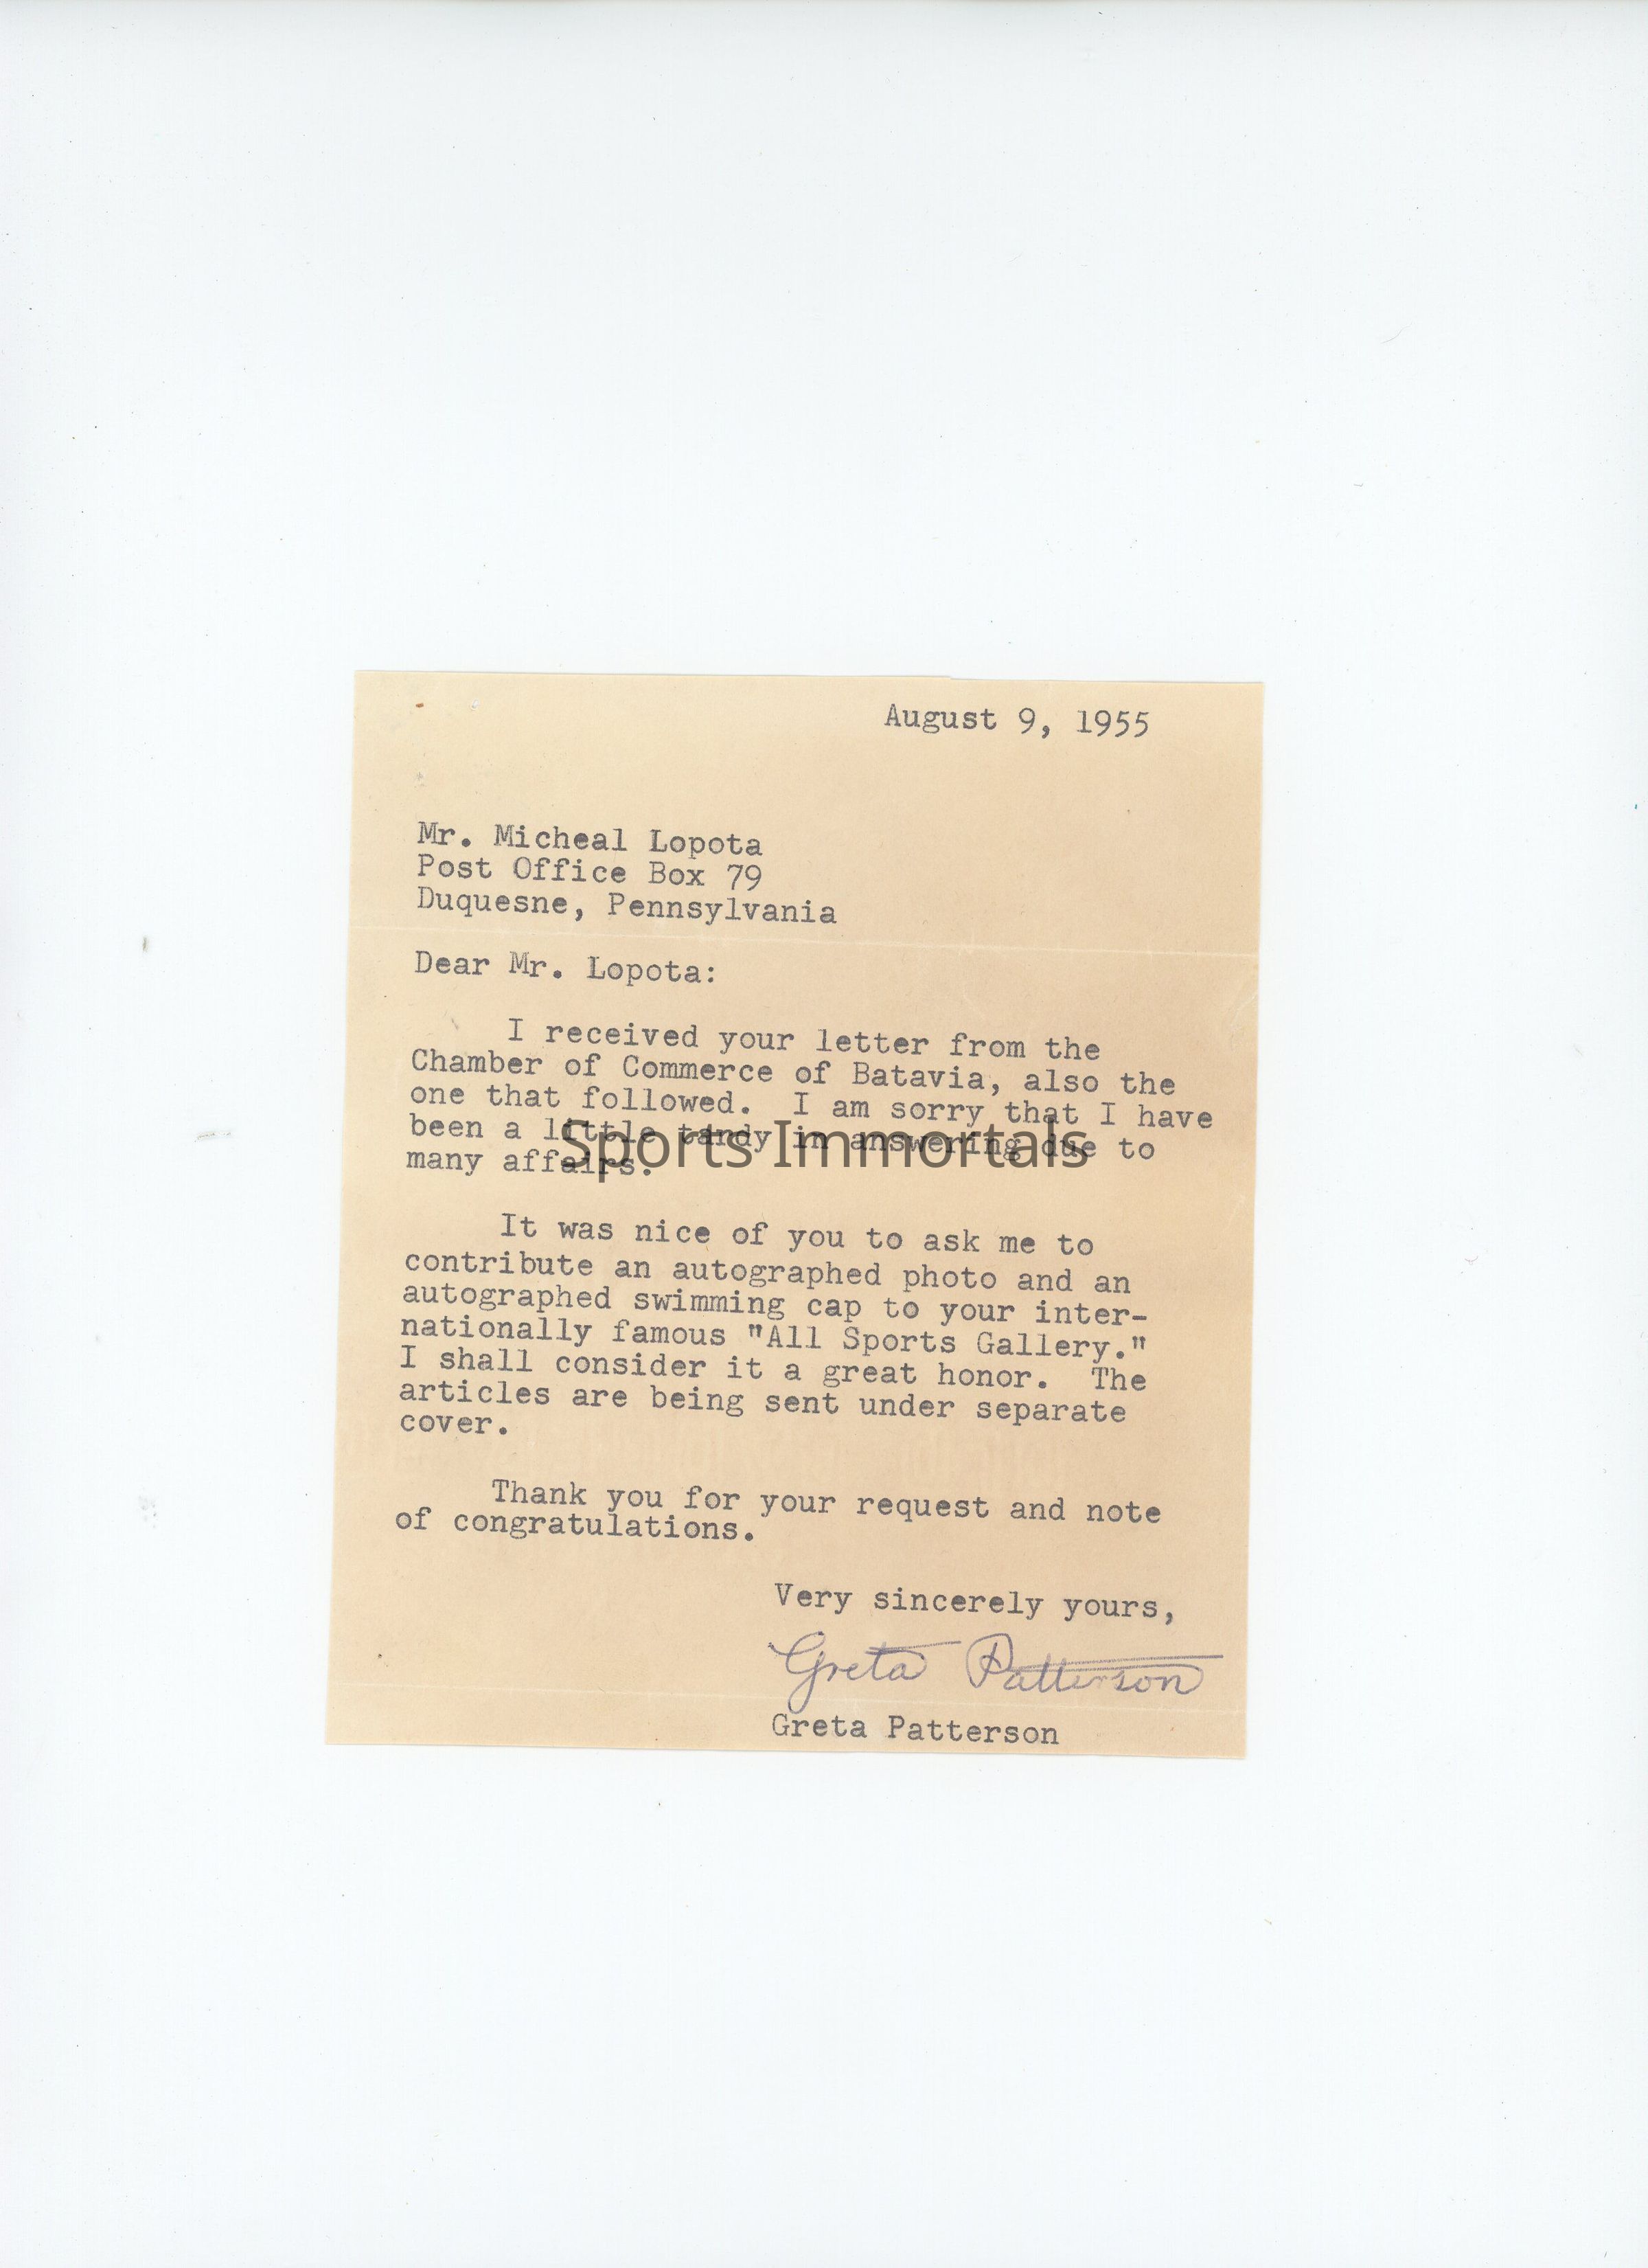 August 9, 1955
Mr. Micheal Lopota
Post Office Box 79
Duquesne, Pennsylvania
Dear Mr. Lopota:
I received your letter from the
Chamber of Commerce of Batavia, also the
one that followed. I am sorry that I have
been a little tardy in answering due to
many affairs.
Sports Immortals
It was nice of you to ask me to
contribute an autographed photo and an
autographed swimming cap to your inter-
nationally famous "All Sports Gallery."
I shall consider it a great honor. The
articles are being sent under separate
cover.
Thank you for your request and note
of congratulations.
Very sincerely yours,
Greta Patterson
Greta Patterson